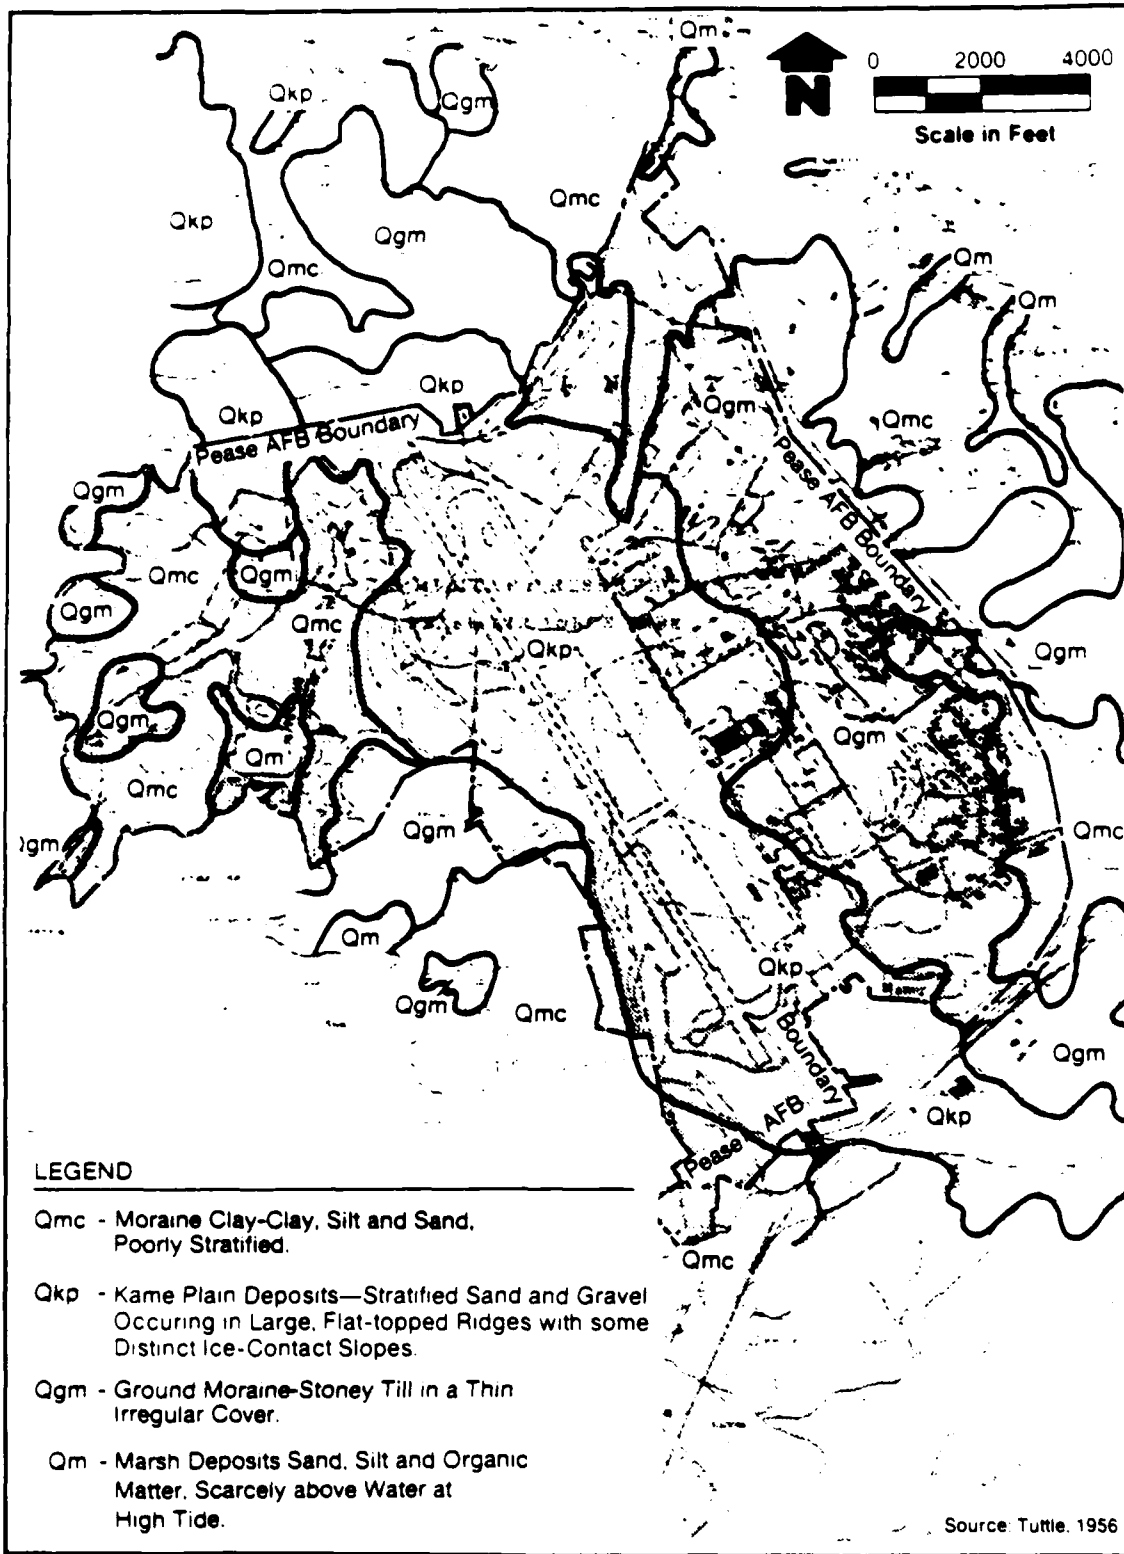 Qm
0 2000 4000
N
Scale in Feet
Qkp
Qgm
Qmc
Qkp
Qgm
Qmc
Qm
Qm
Qkp
Qgm
Qmc
Qkp
Pease AFB Boundary
Pease AFB Boundary
Qgm
Qmc
Qgm
Qgm
Qmc
Qkp
Qgm
Qgm
Qgm
Qm
Qmc
Qgm
Qmc
Qgm
Qm
Qkp
Qgm
Qmc
Qgm
Qkp
Pease AFB Boundary
Qmc
LEGEND
Qmc - Moraine Clay-Clay, Silt and Sand,
Poorly Stratified.
Qkp - Kame Plain Deposits—Stratified Sand and Gravel
Occuring in Large, Flat-topped Ridges with some
Distinct Ice-Contact Slopes.
Qgm - Ground Moraine-Stoney Till in a Thin
Irregular Cover.
Qm - Marsh Deposits Sand, Silt and Organic
Matter, Scarcely above Water at
High Tide.
Source: Tuttle, 1956